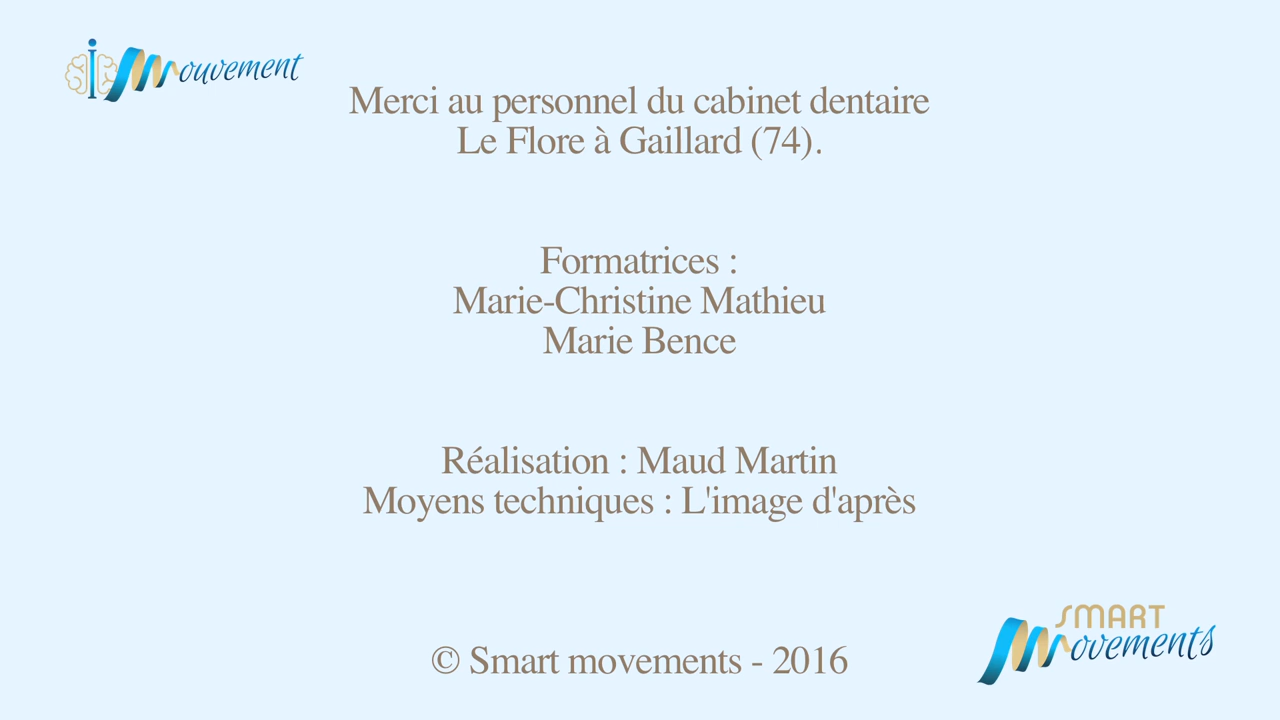 i Mouvement
Merci au personnel du cabinet dentaire
Le Flore à Gaillard (74).
Formatrices :
Marie-Christine Mathieu
Marie Bence
Réalisation : Maud Martin
Moyens techniques : L'image d'après
© Smart movements - 2016
SMART
Movements